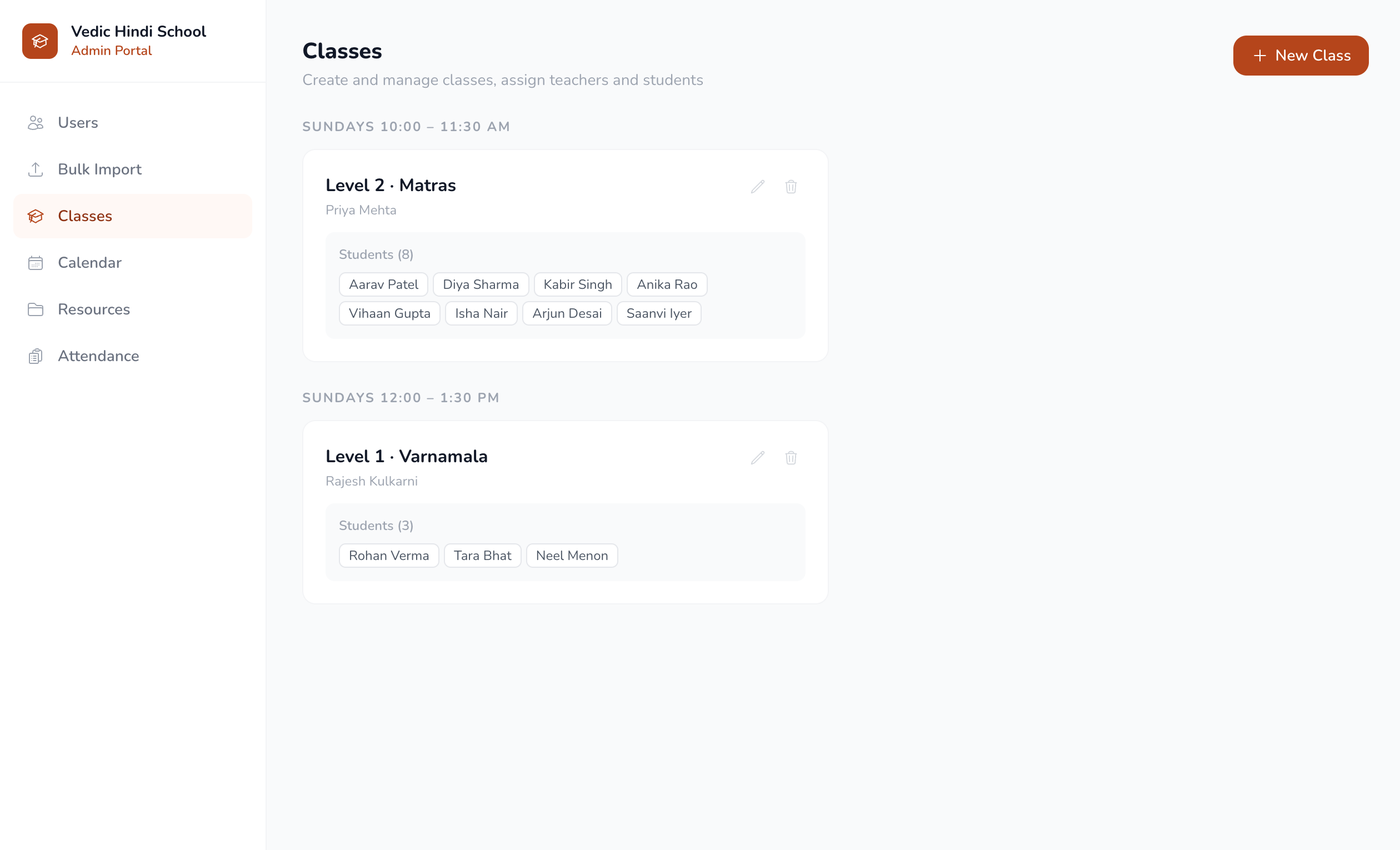 Vedic Hindi School
Admin Portal
Users
Bulk Import
Classes
Calendar
Resources
Attendance
Classes
Create and manage classes, assign teachers and students
New Class
SUNDAYS 10:00 – 11:30 AM
Level 2 · Matras
Priya Mehta
Students (8)
Aarav Patel Diya Sharma Kabir Singh Anika Rao
Vihaan Gupta Isha Nair Arjun Desai Saanvi Iyer
SUNDAYS 12:00 – 1:30 PM
Level 1 · Varnamala
Rajesh Kulkarni
Students (3)
Rohan Verma Tara Bhat Neel Menon